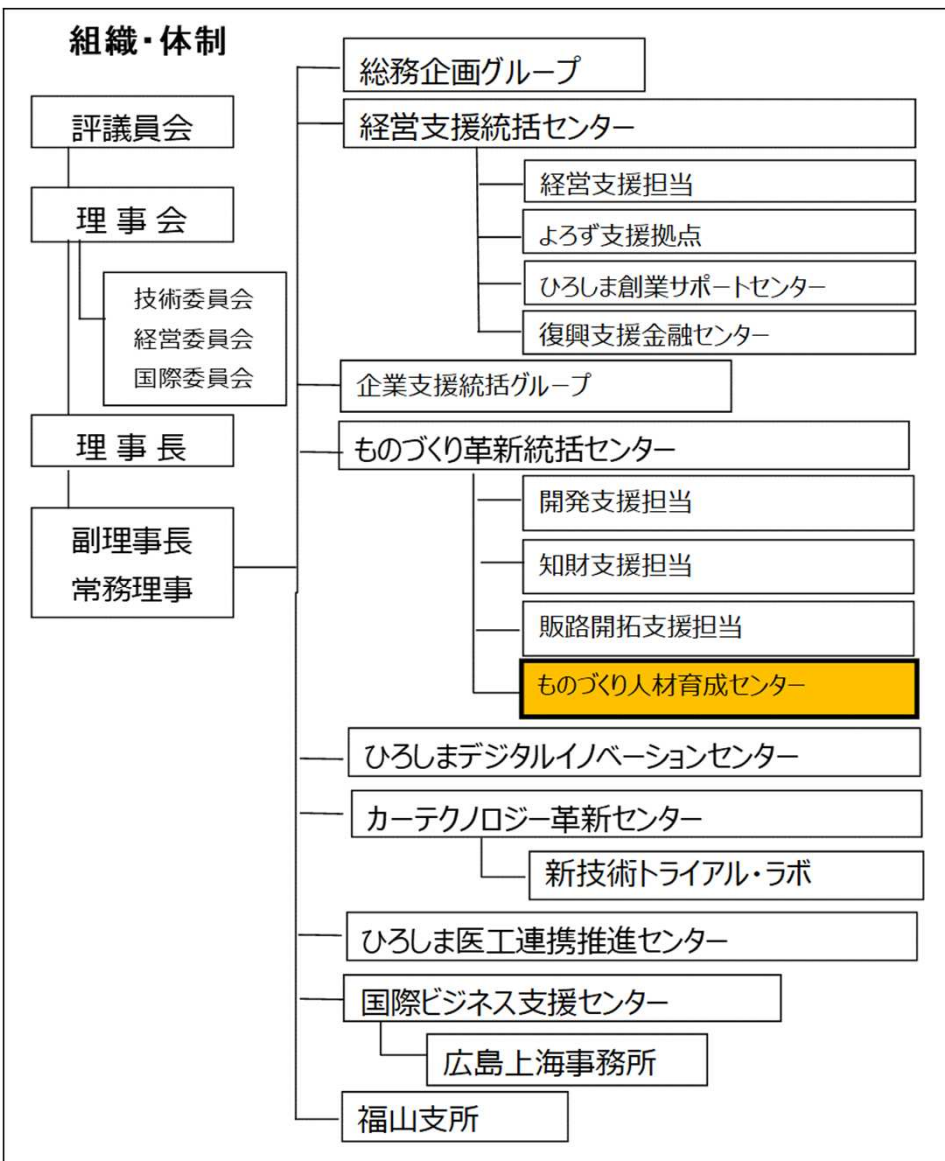 組織・体制
評議員会
理事会
技術委員会
経営委員会
国際委員会
理事長
副理事長
常務理事
総務企画グループ
経営支援統括センター
経営支援担当
よろず支援拠点
ひろしま創業サポートセンター
復興支援金融センター
企業支援統括グループ
ものづくり革新統括センター
開発支援担当
知財支援担当
販路開拓支援担当
ものづくり人材育成センター
ひろしまデジタルイノベーションセンター
カーテクノロジー革新センター
新技術トライアル・ラボ
ひろしま医工連携推進センター
国際ビジネス支援センター
広島上海事務所
福山支所